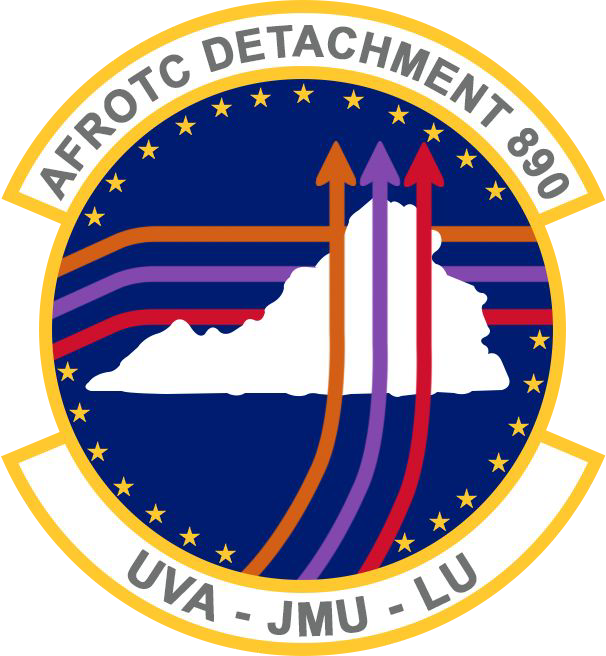 AFROTC DETACHMENT 890
UVA - JMU - LU